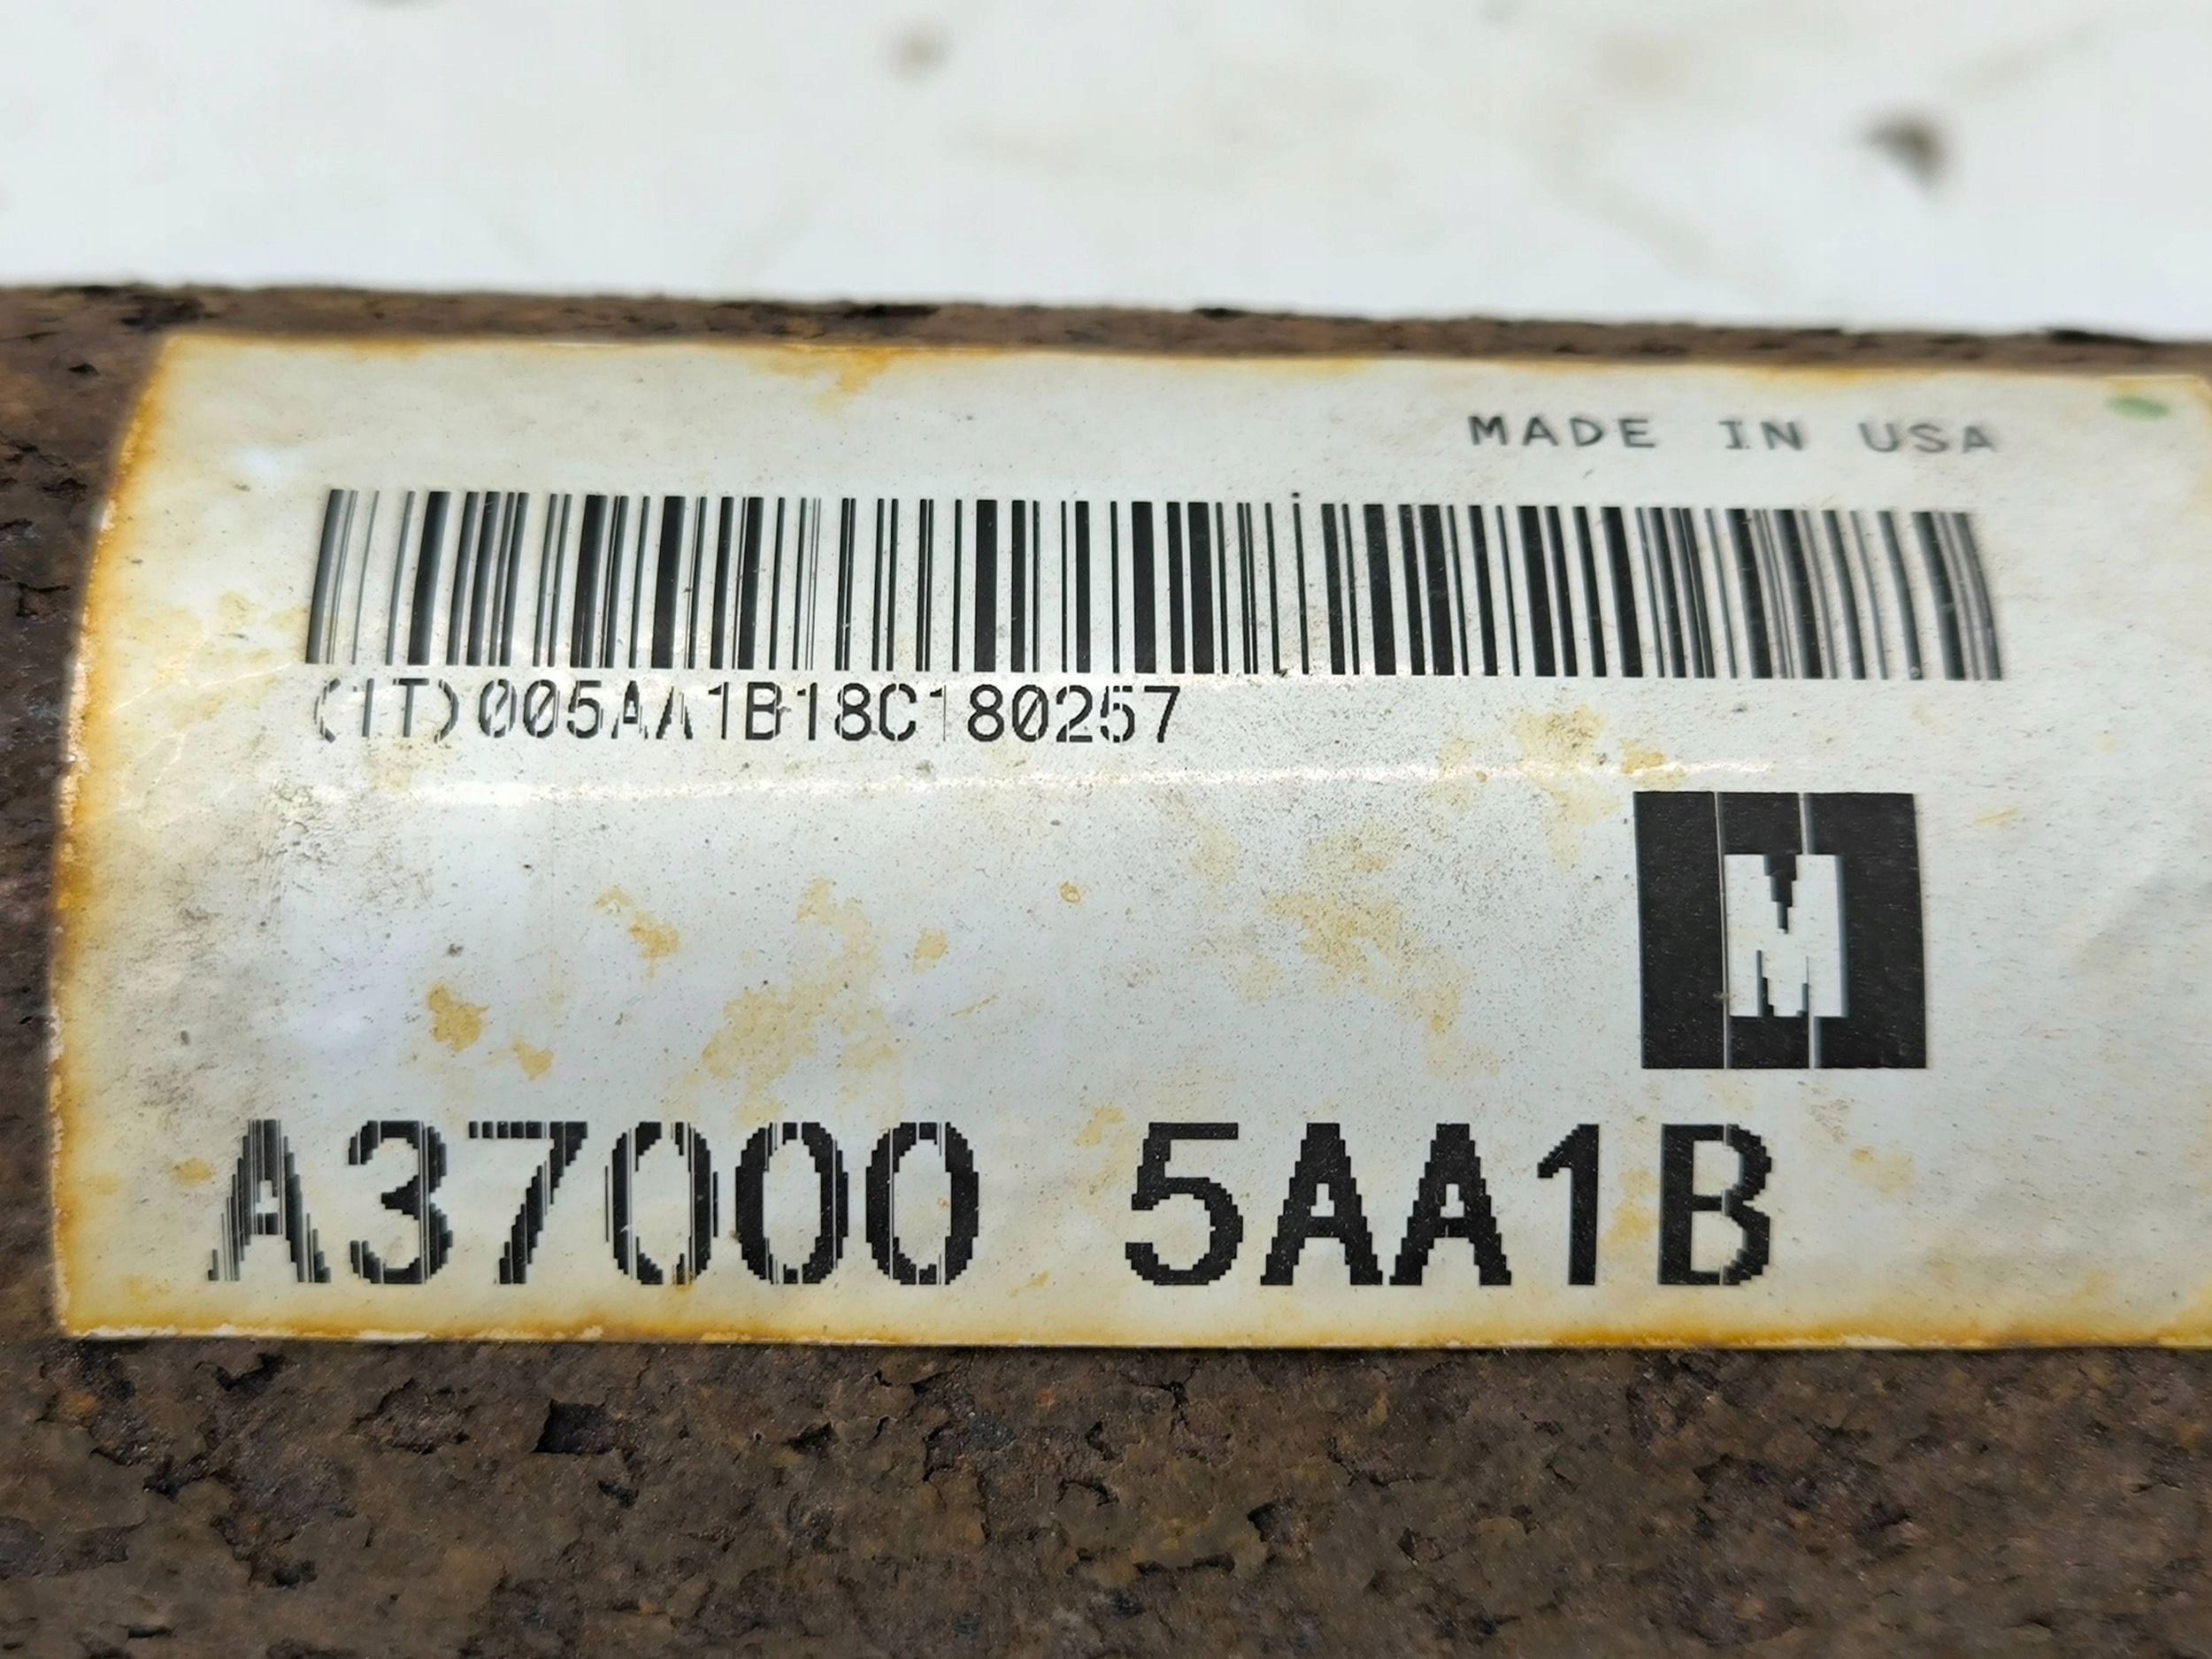 MADE IN USA
(1T)005AA1B18C180257
M
A37000 5AA1B